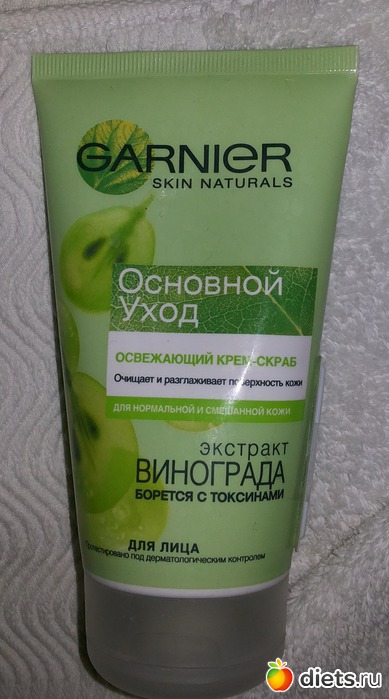 GARNIER
SKIN NATURALS
Основной
Уход
ОСВЕЖАЮЩИЙ КРЕМ-СКРАБ
Очищает и разглаживает поверхность кожи
ДЛЯ НОРМАЛЬНОЙ И СМЕШАННОЙ КОЖИ
экстракт
ВИНОГРАДА
БОРЕТСЯ С ТОКСИНАМИ
ДЛЯ ЛИЦА
Протестировано под дерматологическим контролем
diets.ru